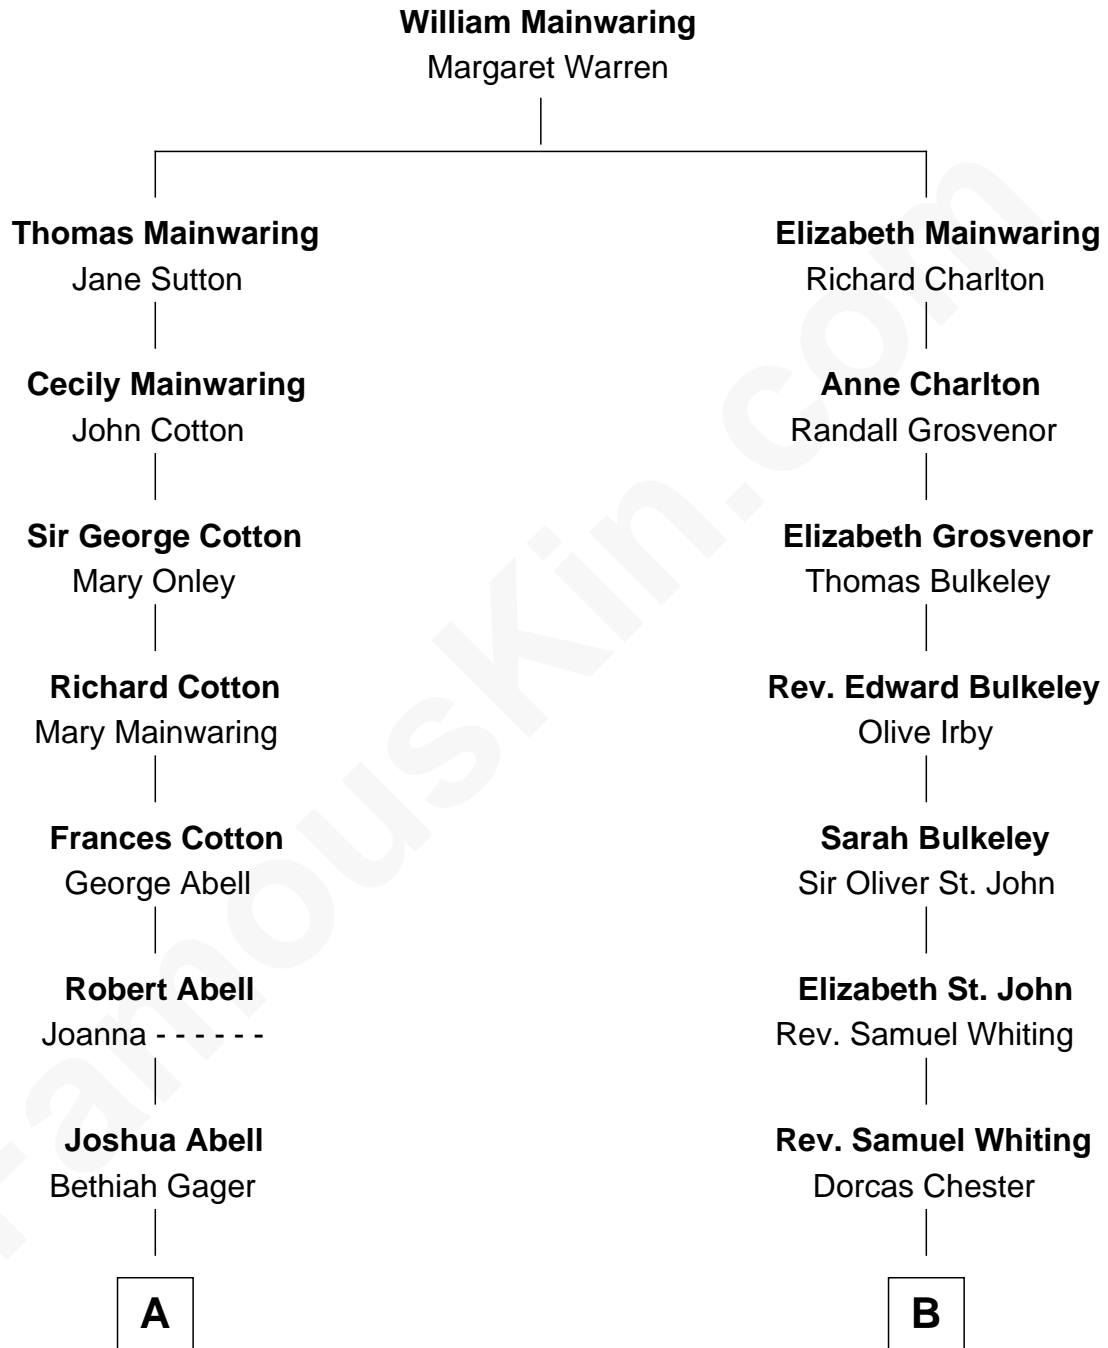 William Mainwaring
Margaret Warren
Thomas Mainwaring
Jane Sutton
Elizabeth Mainwaring
Richard Charlton
Cecily Mainwaring
John Cotton
Anne Charlton
Randall Grosvenor
Sir George Cotton
Mary Onley
Elizabeth Grosvenor
Thomas Bulkeley
Richard Cotton
Mary Mainwaring
Rev. Edward Bulkeley
Olive Irby
Frances Cotton
George Abell
Sarah Bulkeley
Sir Oliver St. John
Robert Abell
Joanna - - - - - -
Elizabeth St. John
Rev. Samuel Whiting
Joshua Abell
Bethiah Gager
Rev. Samuel Whiting
Dorcas Chester
A
B
FamousKin.com